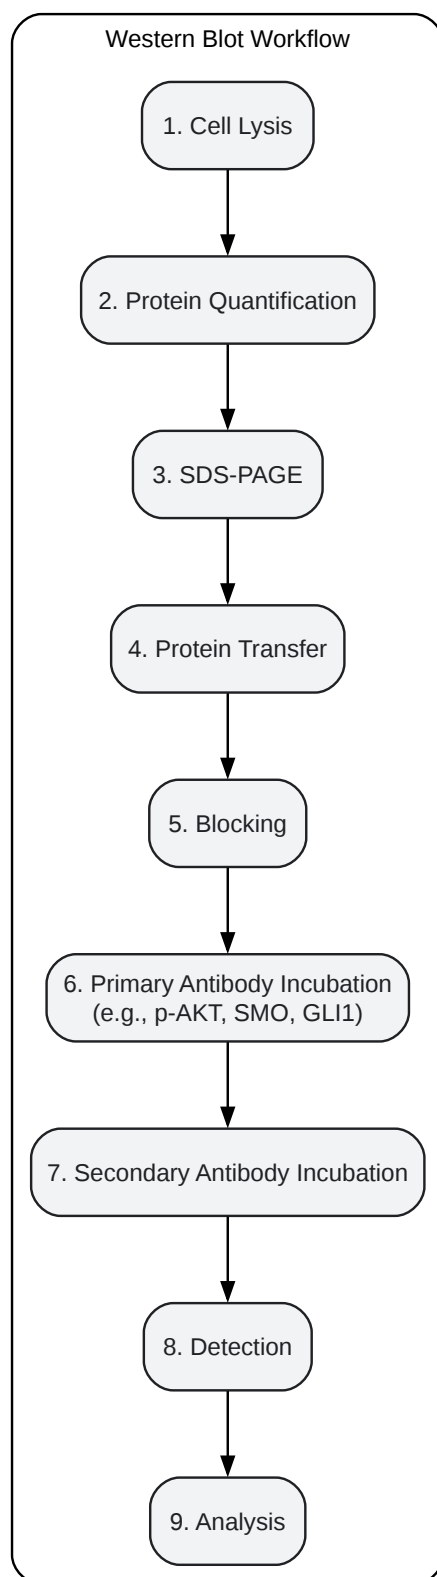 Western Blot Workflow
1. Cell Lysis
2. Protein Quantification
3. SDS-PAGE
4. Protein Transfer
5. Blocking
6. Primary Antibody Incubation
(e.g., p-AKT, SMO, GLI1)
7. Secondary Antibody Incubation
8. Detection
9. Analysis